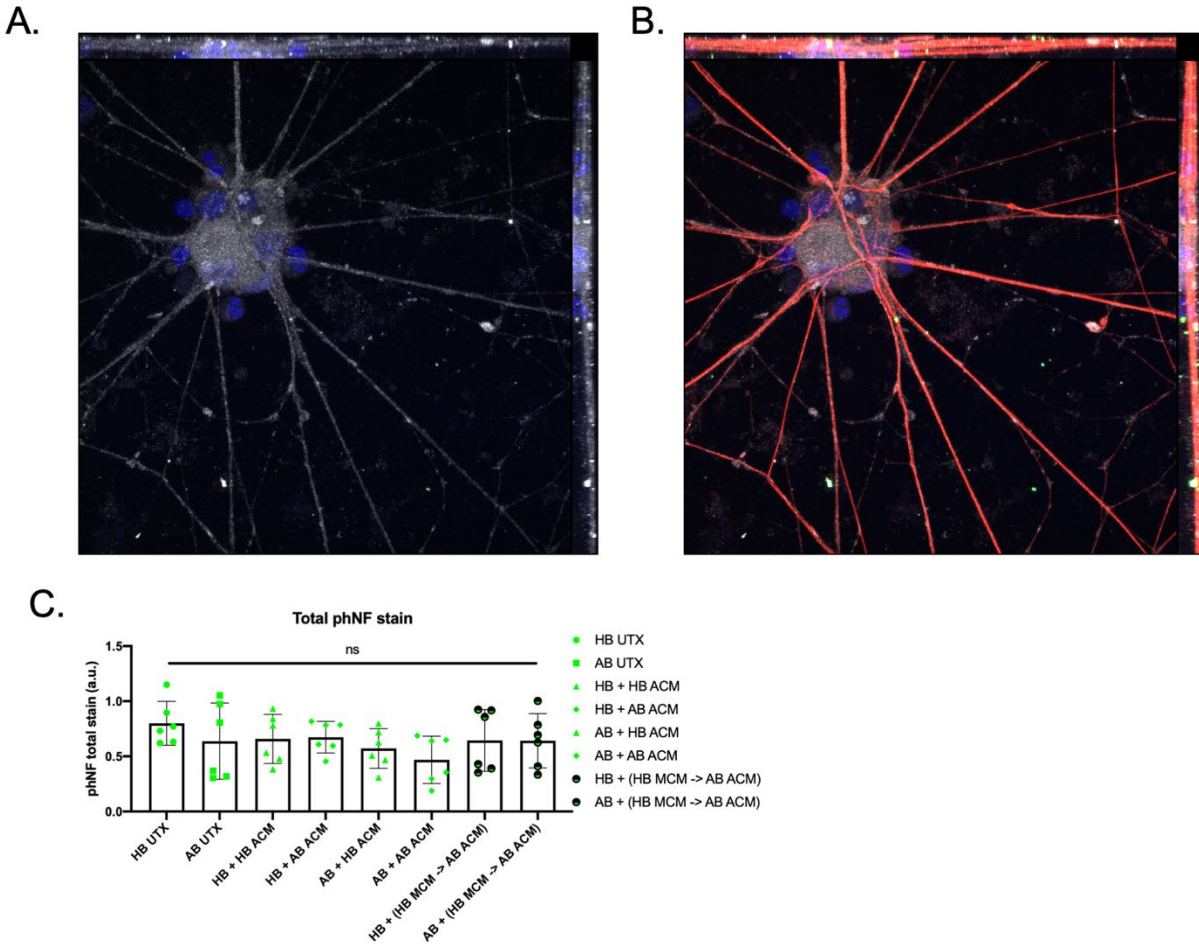 A.
B.
C.
Total phNF stain
phNF total stain (a.u.)
1.5
1.0
0.5
0.0
ns
HB UTX
AB UTX
HB + HB ACM
HB + AB ACM
AB + HB ACM
AB + AB ACM
HB + (HB MCM -> AB ACM)
AB + (HB MCM -> AB ACM)
HB UTX
AB UTX
HB + HB ACM
HB + AB ACM
AB + HB ACM
AB + AB ACM
HB + (HB MCM -> AB ACM)
AB + (HB MCM -> AB ACM)